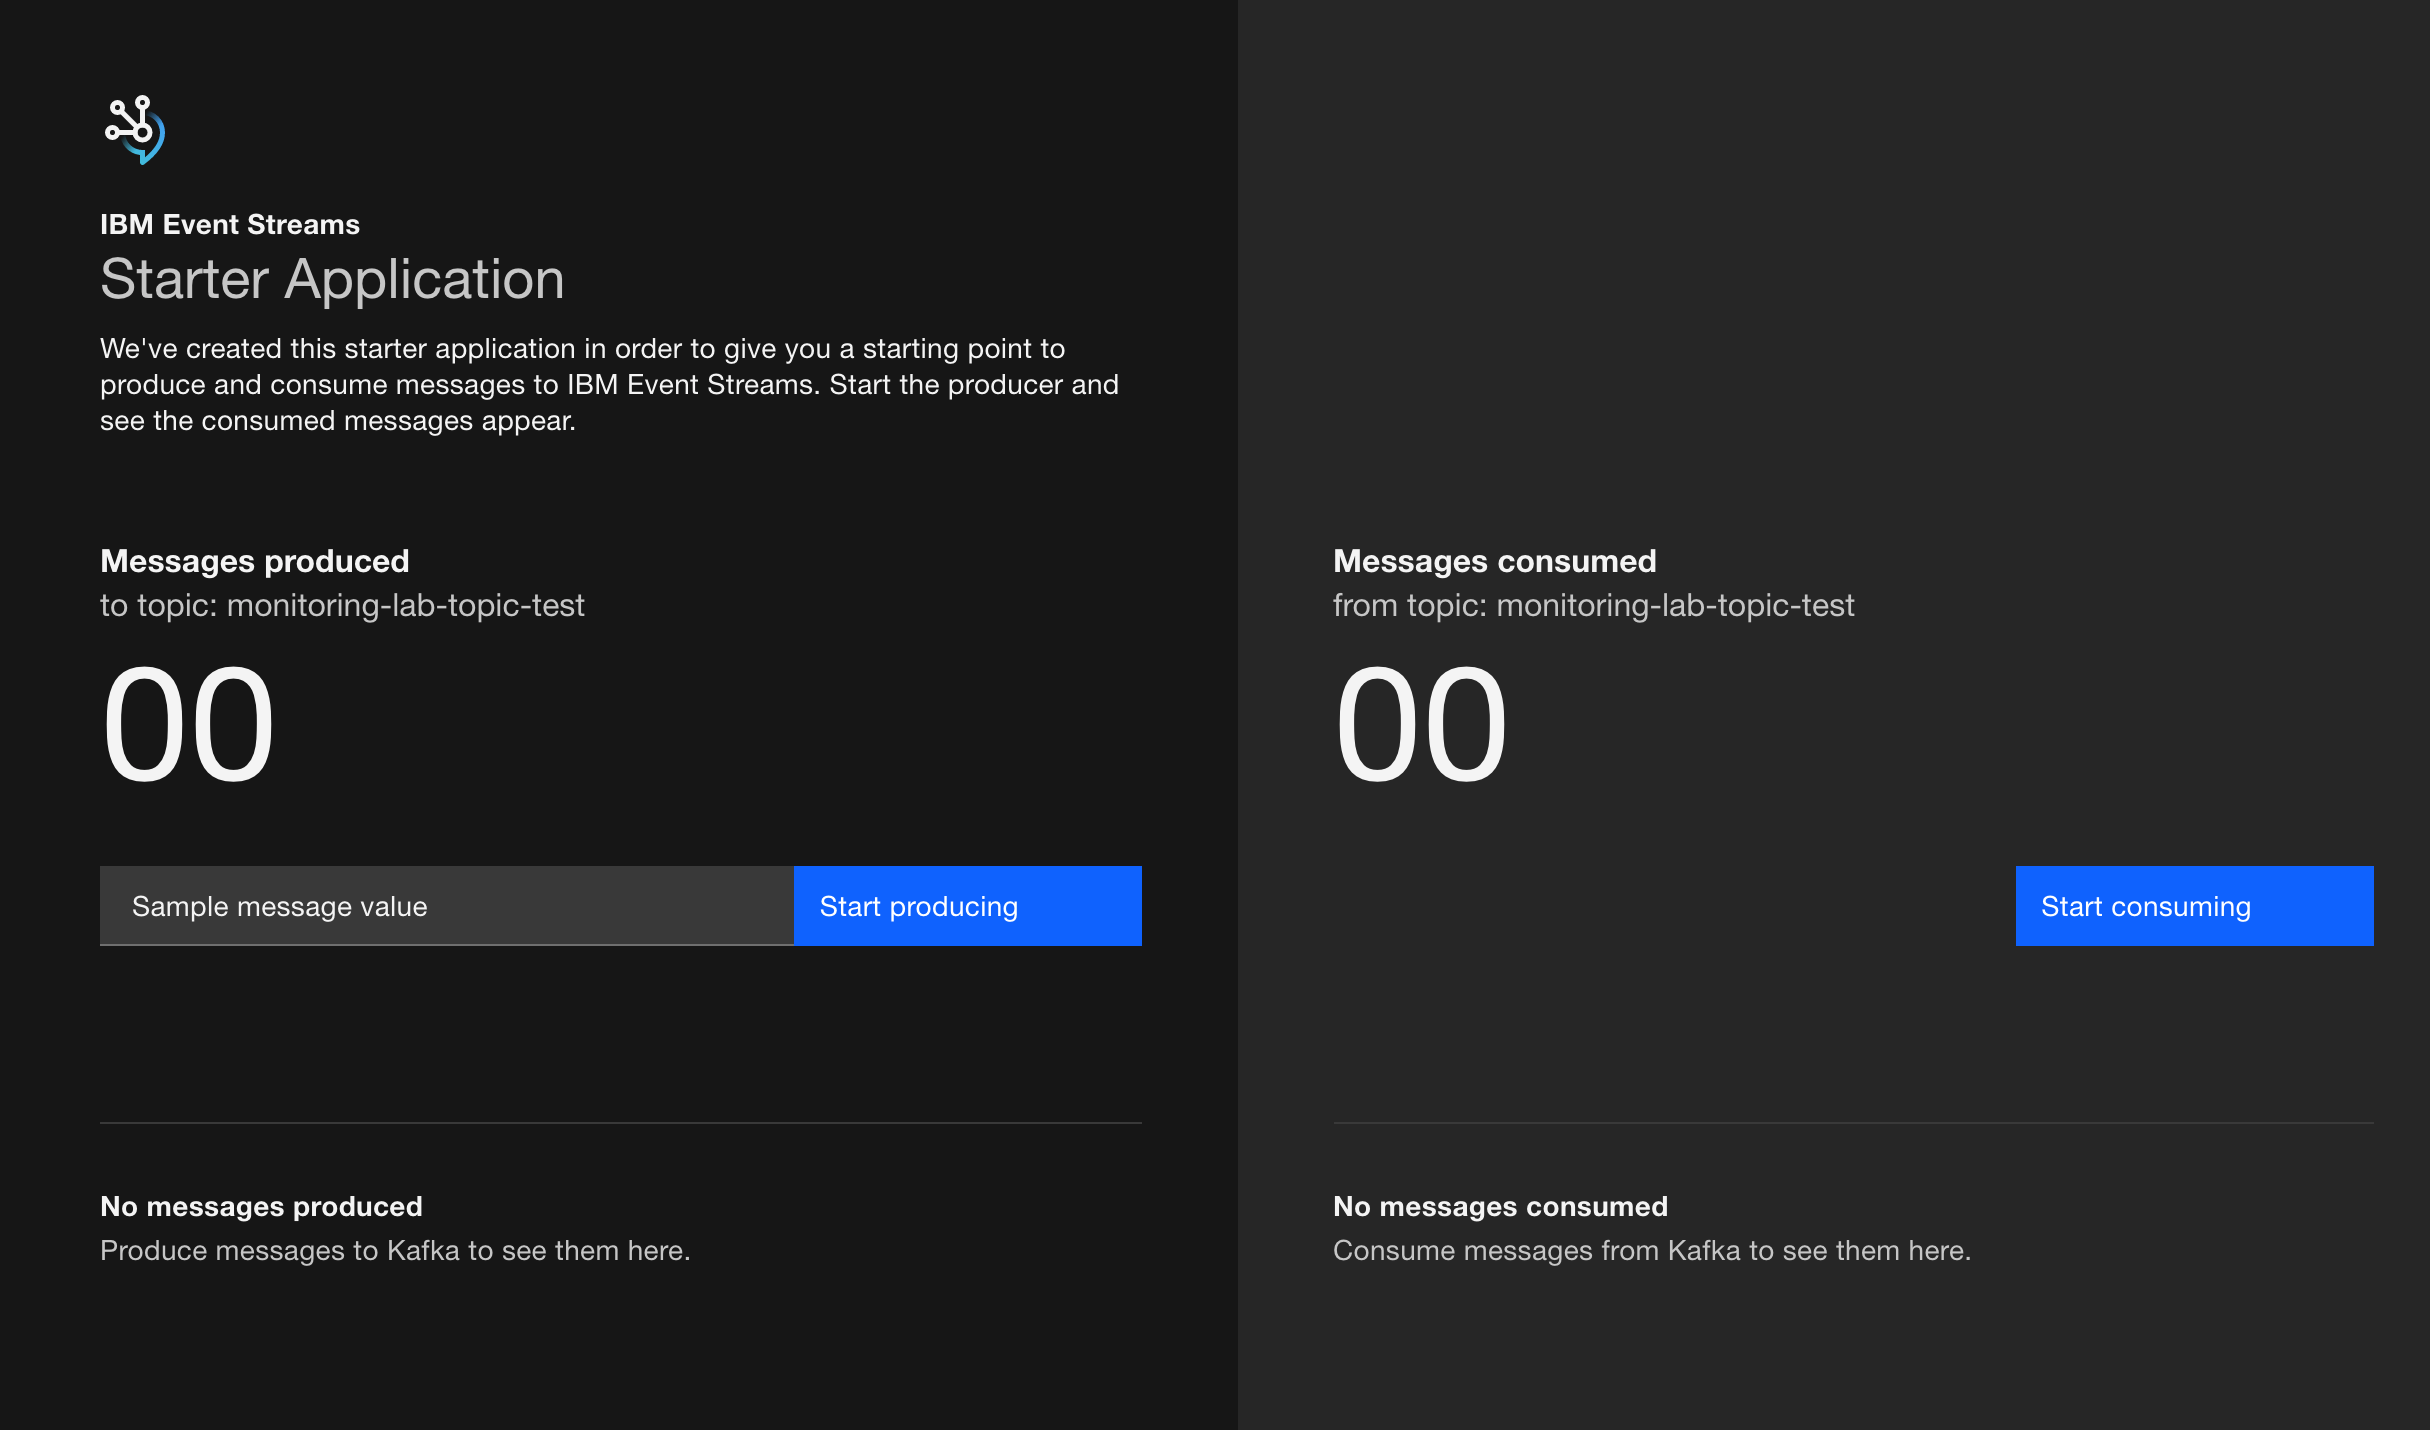 IBM Event Streams
Starter Application
We've created this starter application in order to give you a starting point to
produce and consume messages to IBM Event Streams. Start the producer and
see the consumed messages appear.
Messages produced
to topic: monitoring-lab-topic-test
00
Sample message value
Start producing
No messages produced
Produce messages to Kafka to see them here.
Messages consumed
from topic: monitoring-lab-topic-test
00
Start consuming
No messages consumed
Consume messages from Kafka to see them here.